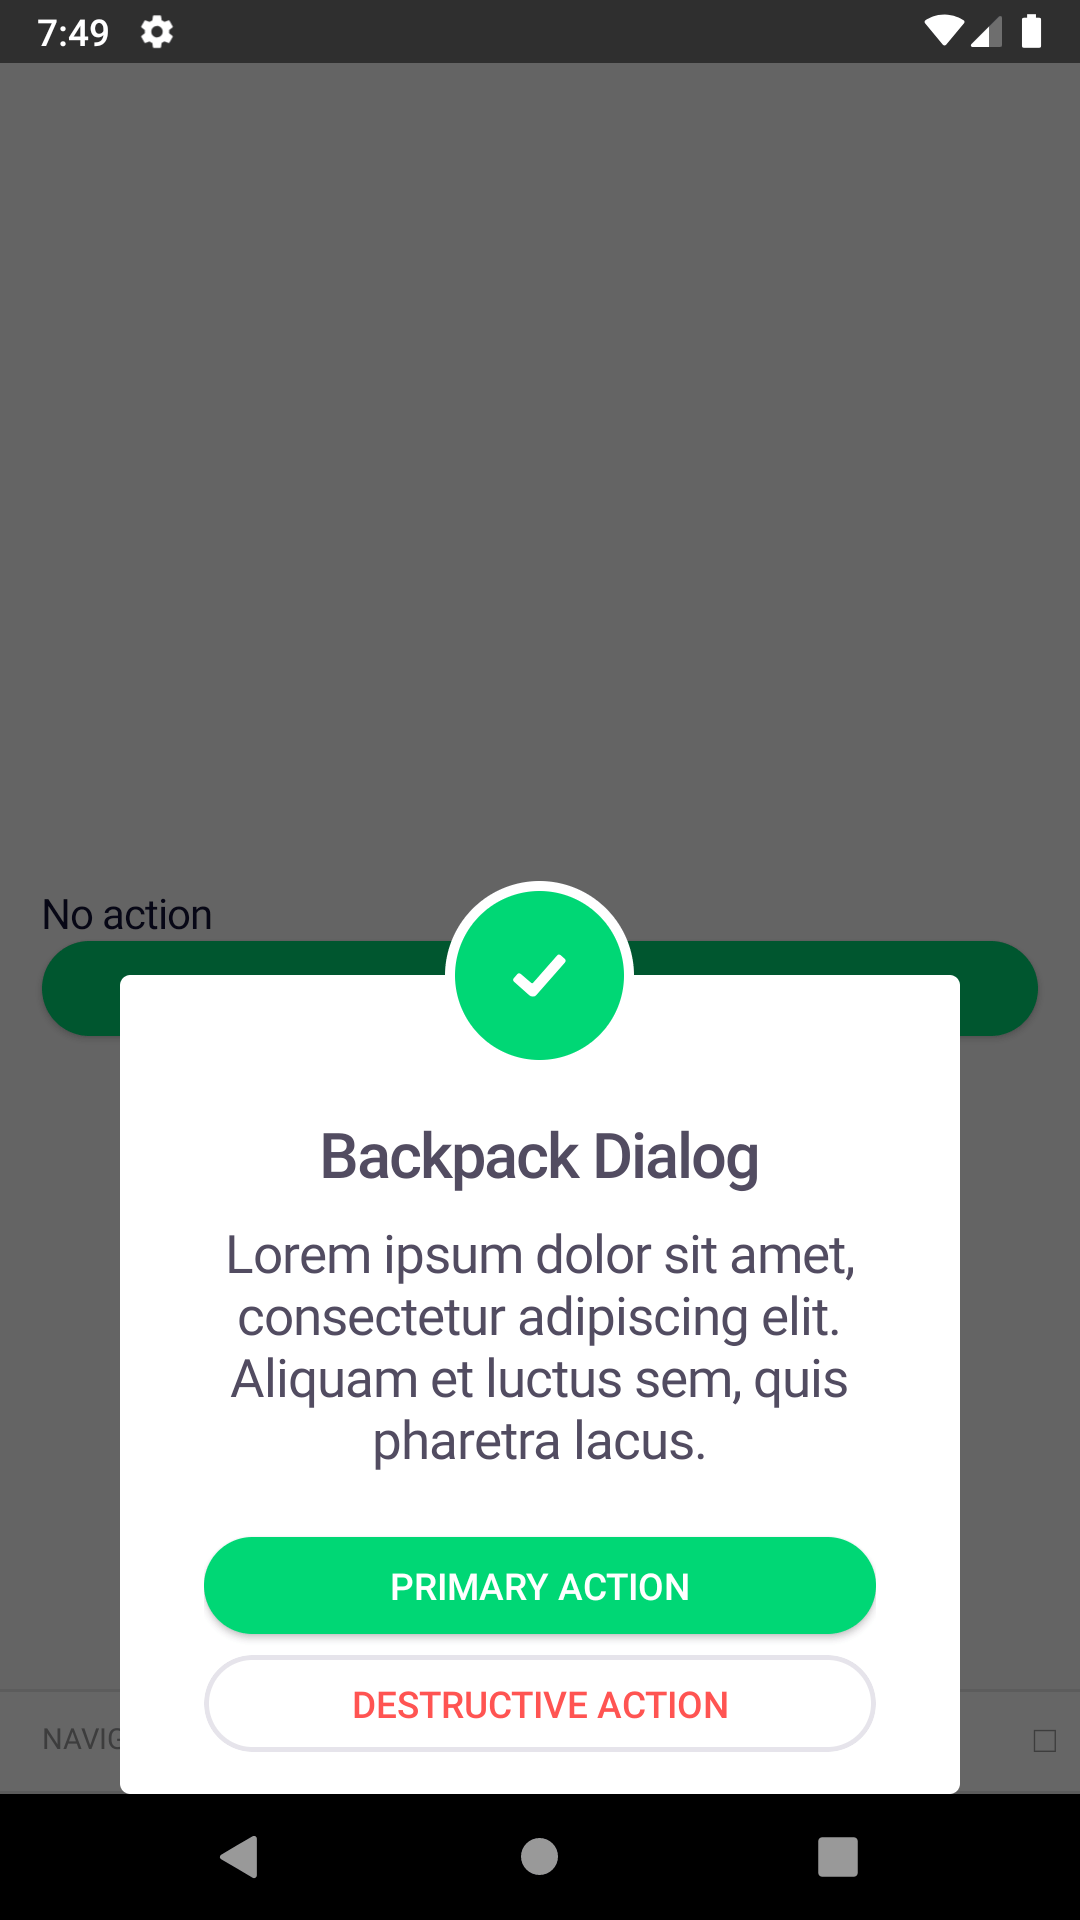 7:49
No action
Backpack Dialog
Lorem ipsum dolor sit amet,
consectetur adipiscing elit.
Aliquam et luctus sem, quis
pharetra lacus.
PRIMARY ACTION
DESTRUCTIVE ACTION